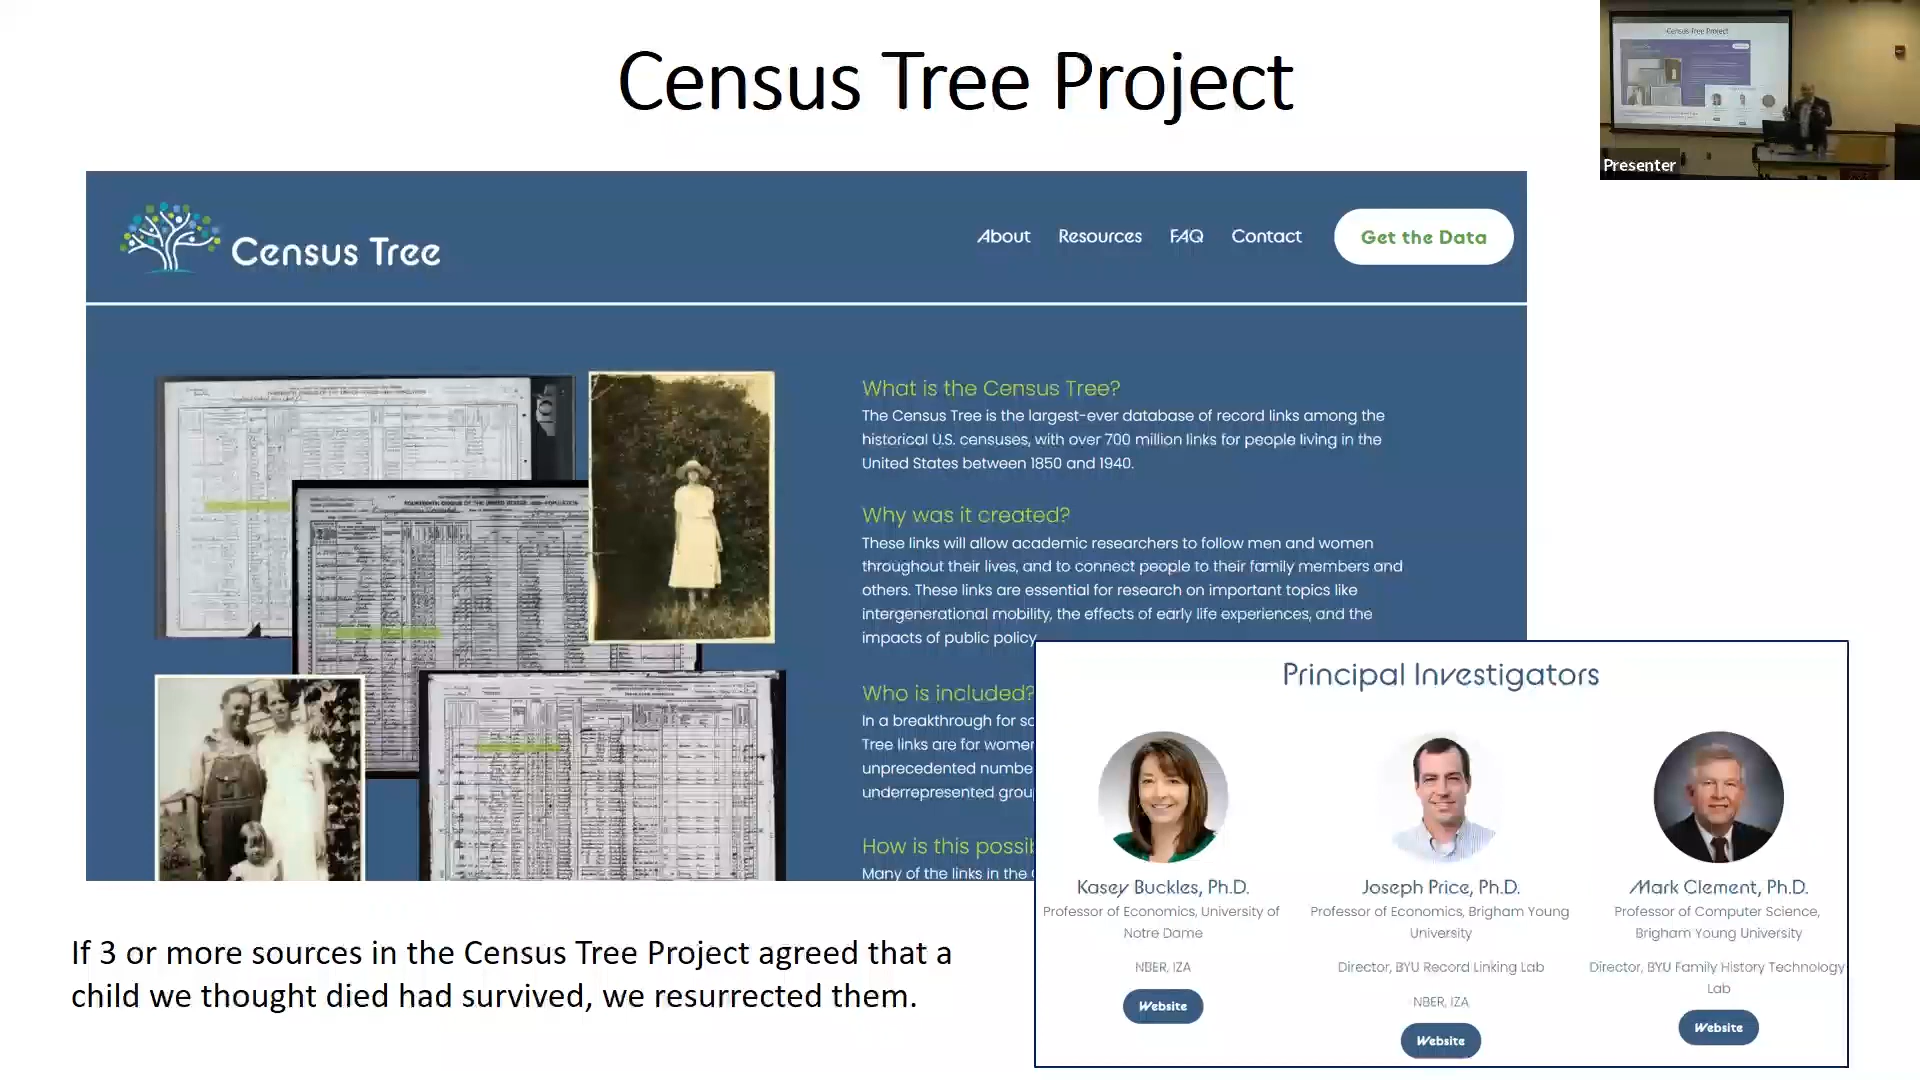 Census Tree Project
Census Tree Project
Presenter
Census Tree
About Resources FAQ Contact Get the Data
What is the Census Tree?
The Census Tree is the largest-ever database of record links among the
historical U.S. censuses, with over 700 million links for people living in the
United States between 1850 and 1940.
Why was it created?
These links will allow academic researchers to follow men and women
throughout their lives, and to connect people to their family members and
others. These links are essential for research on important topics like
intergenerational mobility, the effects of early life experiences, and the
impacts of public policy
Who is included?
In a breakthrough for
Tree links are for
unprecedented
underrepresented
How is this
Many of the links in the
Principal Investigators
Kasey Buckles, Ph.D.
Professor of Economics, University of
Notre Dame
NBER, IZA
Website
Joseph Price, Ph.D.
Professor of Economics, Brigham Young
University
Director, BYU Record Linking Lab
NBER, IZA
Website
Mark Clement, Ph.D.
Professor of Computer Science,
Brigham Young University
Director, BYU Family History Technology
Lab
Website
If 3 or more sources in the Census Tree Project agreed that a
child we thought died had survived, we resurrected them.